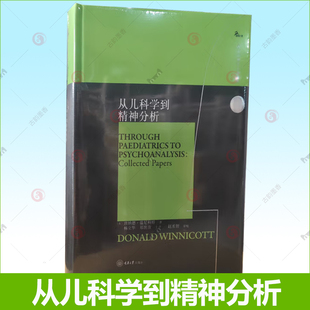 从儿科学到
精神分析
THROUGH
PAEDIATRICS TO
PSYCHOANALYSIS:
Collected Papers
DONALD WINNICOTT
从儿科学到精神分析